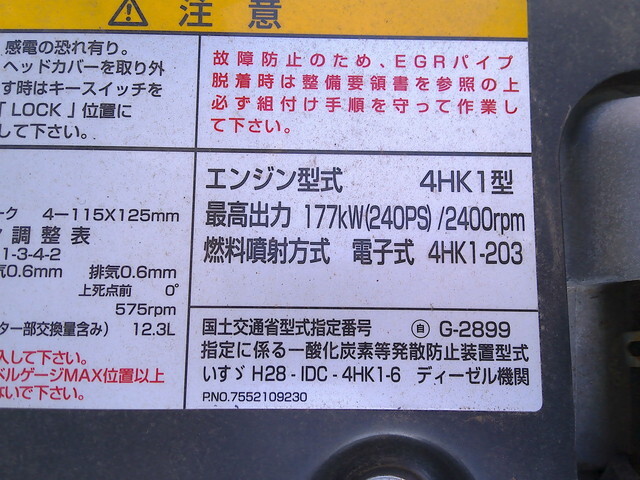 注意
感電の恐れ有り。
ヘッドカバーを取り外
す時はキースイッチを
「LOCK」位置に
して下さい。
故障防止のため、EGRパイプ
脱着時は整備要領書を参照の上
必ず組付け手順を守って作業し
て下さい。
ーク 4-115X125mm
調整表
1-3-4-2
気0.6mm 排気0.6mm
上死点前 0°
575rpm
ター部交換量含み) 12.3L
入して下さい。
ベルゲージMAX位置以上
ないで下さい。
エンジン型式 4HK1型
最高出力 177kW(240PS)/2400rpm
燃料噴射方式 電子式 4HK1-203
国土交通省型式指定番号 自 G-2899
指定に係る一酸化炭素等発散防止装置型式
いすゞ H28-IDC-4HK1-6 ディーゼル機関
P.NO.7552109230